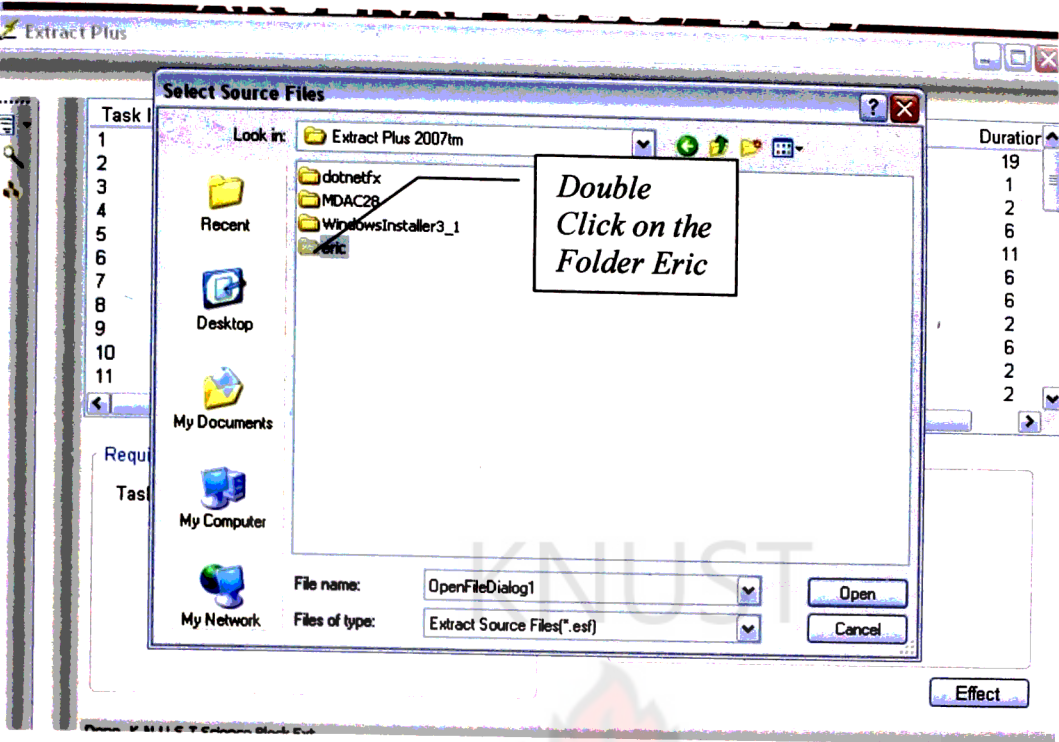 Extract Plus
Select Source Files
Task I
Look in:
Extract Plus 2007tm
Duration
1
2
3
4
5
6
7
8
9
10
11
19
1
2
6
11
6
6
2
6
2
2
dotnetfx
MDAC28
WindowsInstaller3_1
eric
Double
Click on the
Folder Eric
Recent
Desktop
My Documents
My Computer
My Network
Requi
Task
KNUST
File name:
OpenFileDialog1
Open
Files of type:
Extract Source Files(*.esf)
Cancel
Effect